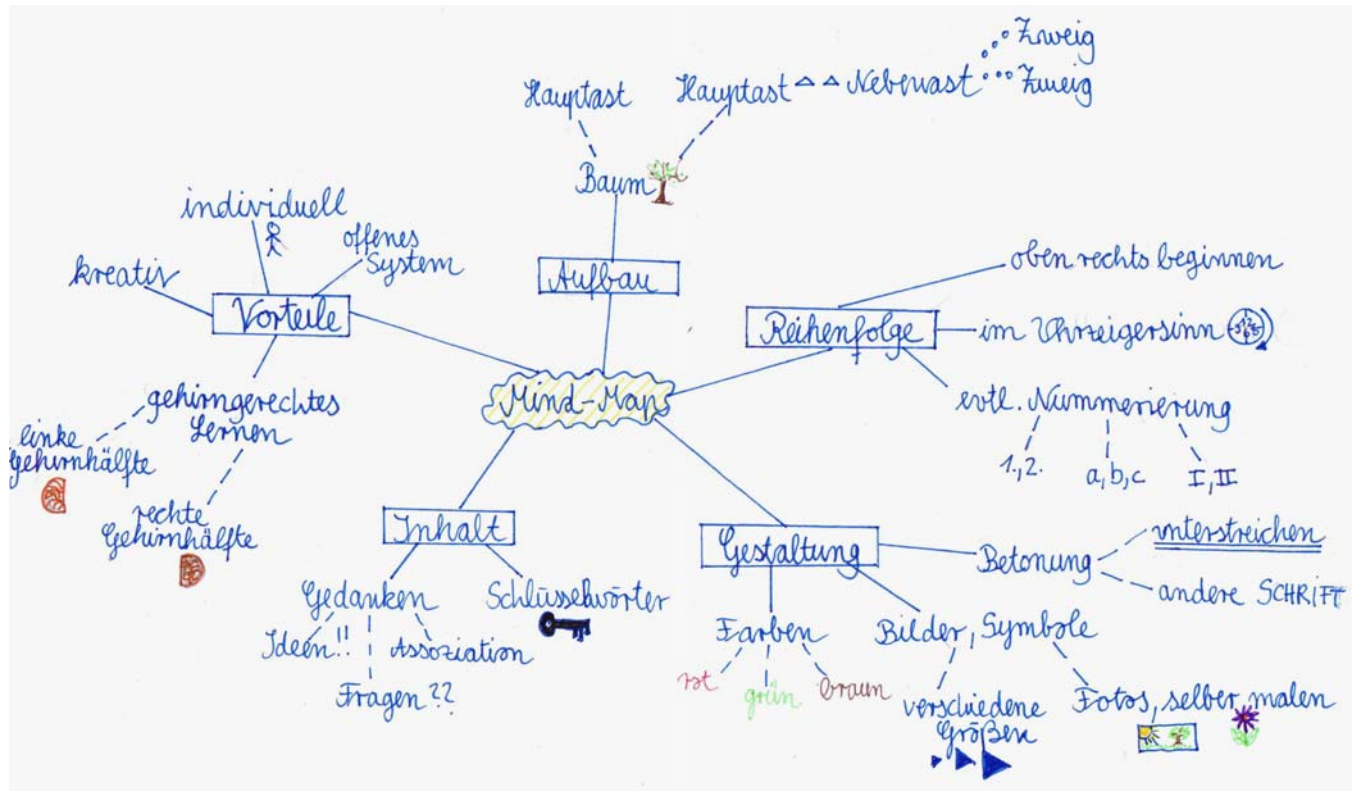 Mind-Map
Aufbau
Baum
Hauptast
Hauptast
Nebenast
Zweig
Zweig
Reihenfolge
oben rechts beginnen
im Uhrzeigersinn
evtl. Nummerierung
1., 2.
a, b, c
I, II
Gestaltung
Betonung
unterstreichen
andere SCHRIFT
Bilder, Symbole
Fotos, selber malen
verschiedene
Größen
Farben
rot
grün
braun
Inhalt
Schlüsselwörter
Gedanken
Ideen!!
Fragen??
Assoziation
Vorteile
gehirngerechtes
Lernen
linke
Gehirnhälfte
rechte
Gehirnhälfte
kreativ
individuell
offenes
System